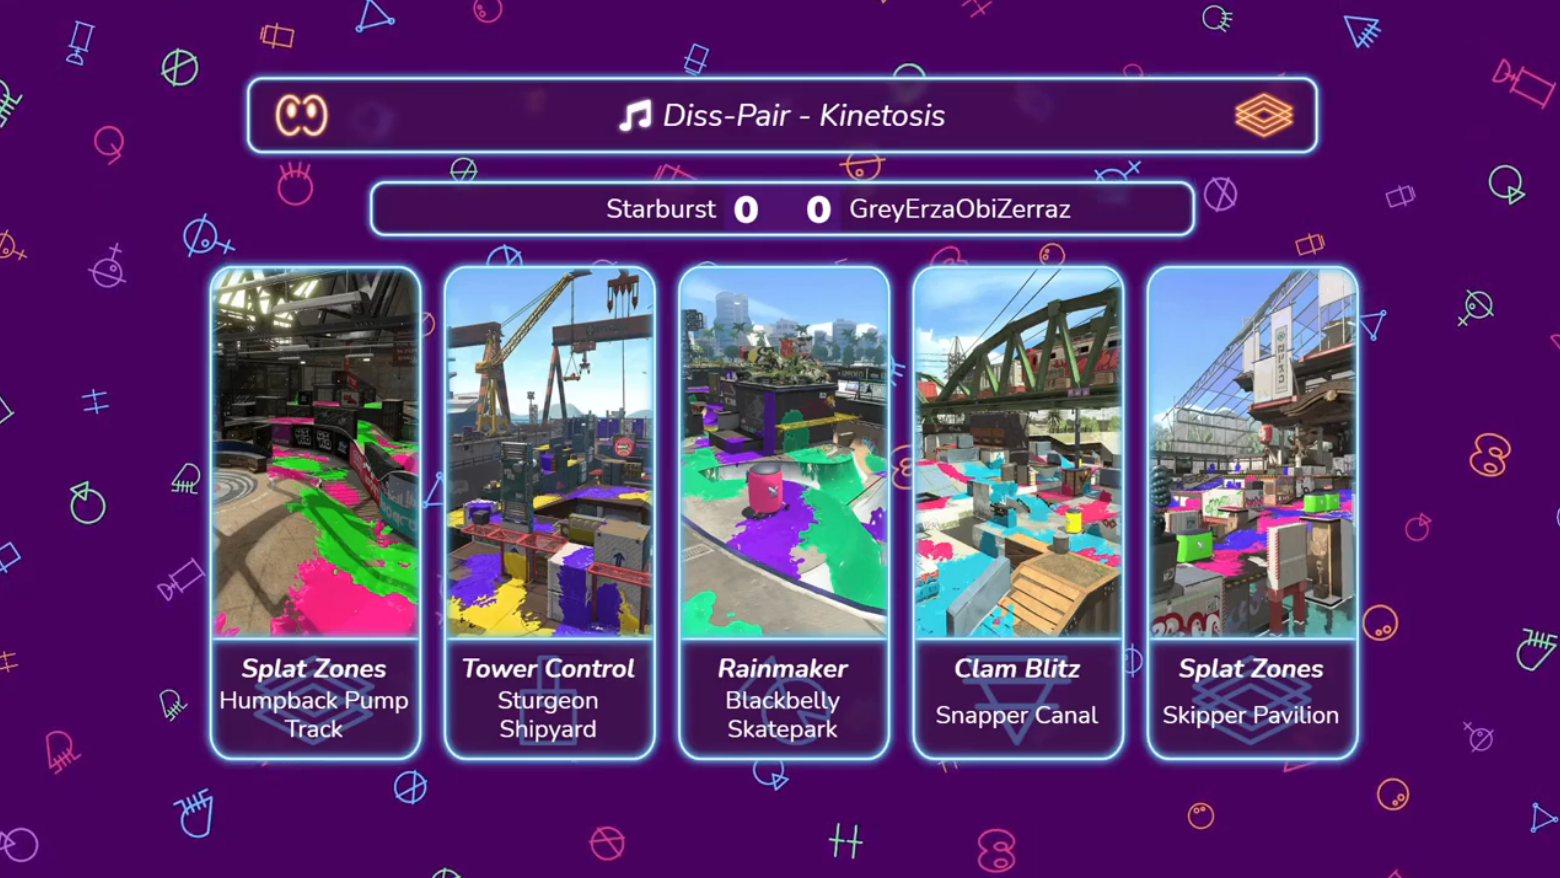 Diss-Pair - Kinetosis
Starburst 0 0 GreyErzaObiZerraz
Splat Zones
Humpback Pump
Track
Tower Control
Sturgeon
Shipyard
Rainmaker
Blackbelly
Skatepark
Clam Blitz
Snapper Canal
Splat Zones
Skipper Pavilion